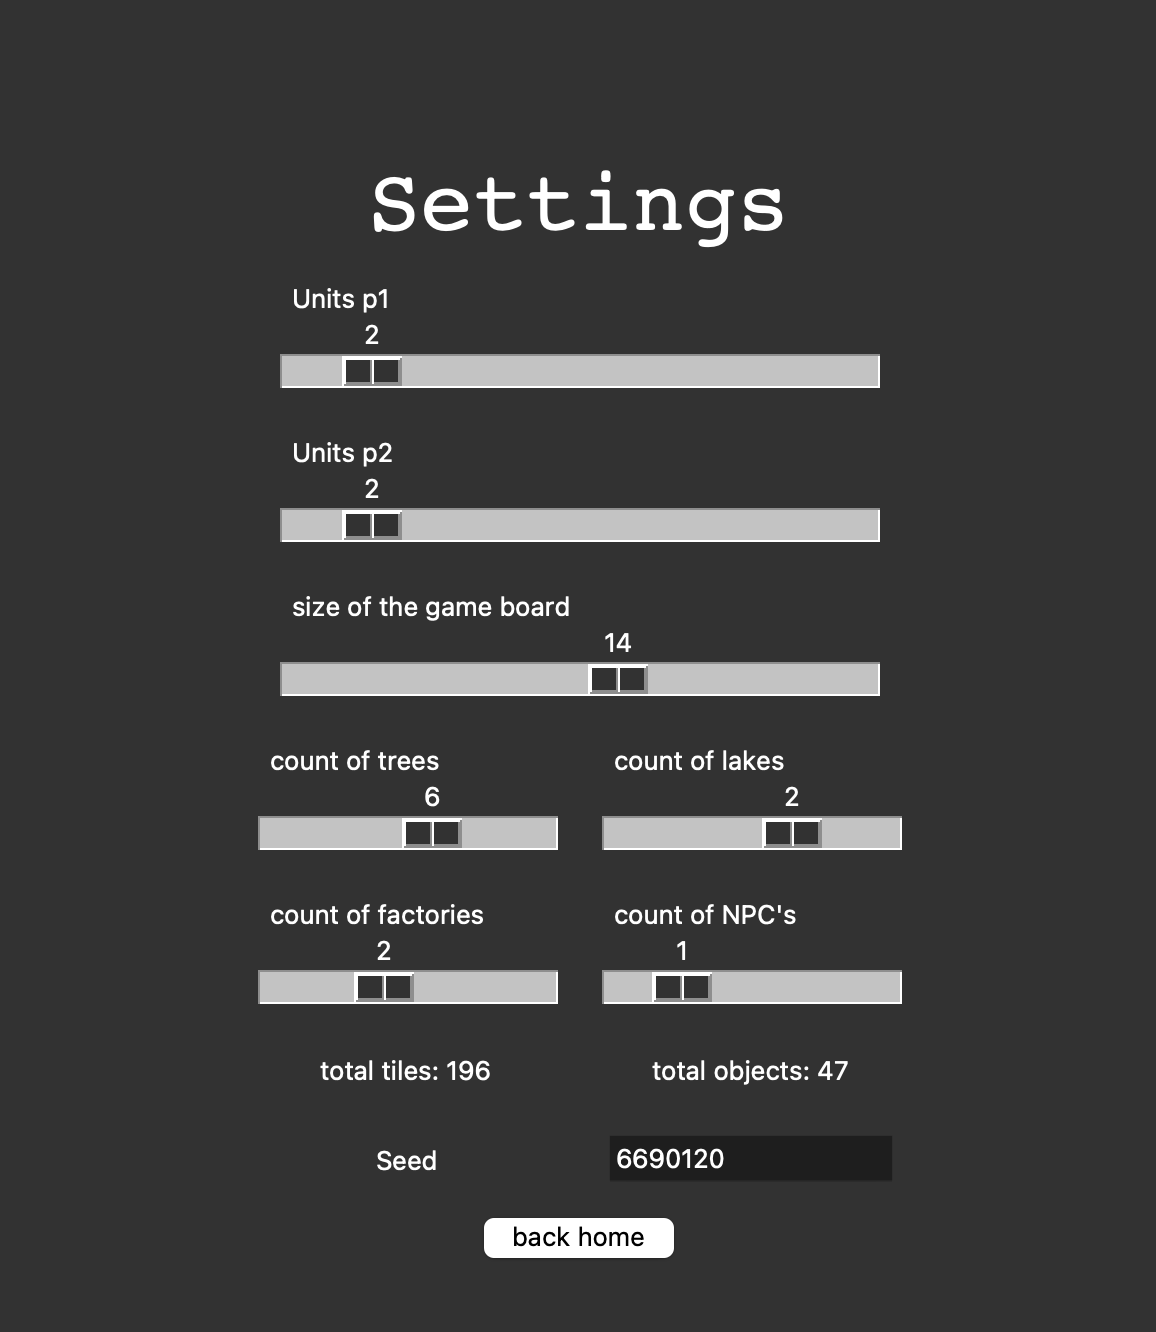 Settings
Units p1
2
Units p2
2
size of the game board
14
count of trees
6
count of lakes
2
count of factories
2
count of NPC's
1
total tiles: 196
total objects: 47
Seed
6690120
back home